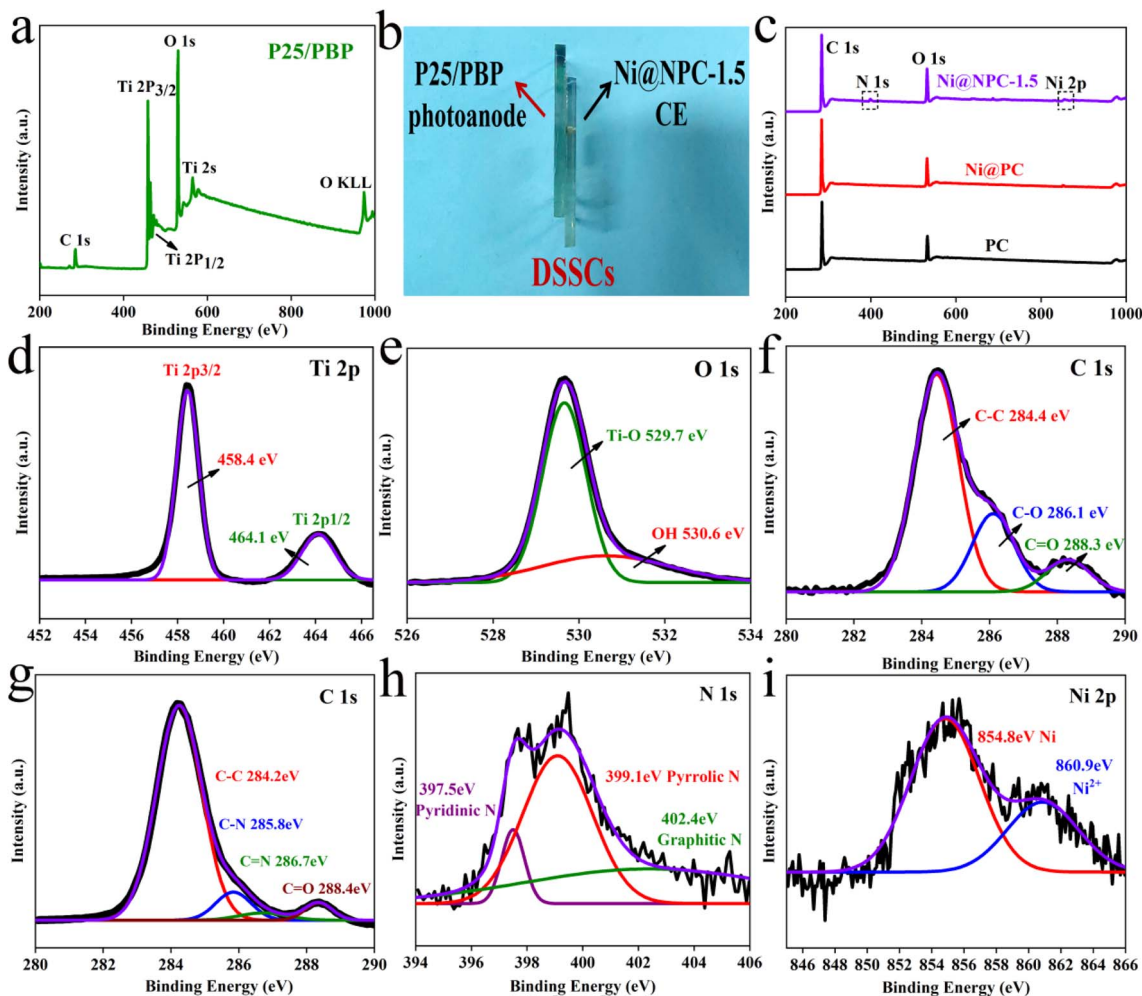 a
P25/PBP
O 1s
Ti 2P3/2
Ti 2s
O KLL
C 1s
Ti 2P1/2
Intensity (a.u.)
200 400 600 800 1000
Binding Energy (eV)
b
P25/PBP
photoanode
Ni@NPC-1.5
CE
DSSCs
c
C 1s
O 1s
N 1s
Ni@NPC-1.5
Ni 2p
Ni@PC
PC
Intensity (a.u.)
200 400 600 800 1000
Binding Energy (eV)
d
Ti 2p
Ti 2p3/2
458.4 eV
Ti 2p1/2
464.1 eV
Intensity (a.u.)
452 454 456 458 460 462 464 466
Binding Energy (eV)
e
O 1s
Ti-O 529.7 eV
OH 530.6 eV
Intensity (a.u.)
526 528 530 532 534
Binding Energy (eV)
f
C 1s
C-C 284.4 eV
C-O 286.1 eV
C=O 288.3 eV
Intensity (a.u.)
280 282 284 286 288 290
Binding Energy (eV)
g
C 1s
C-C 284.2eV
C-N 285.8eV
C=N 286.7eV
C=O 288.4eV
Intensity (a.u.)
280 282 284 286 288 290
Binding Energy (eV)
h
N 1s
397.5eV
Pyridinic N
399.1eV Pyrrolic N
402.4eV
Graphitic N
Intensity (a.u.)
394 396 398 400 402 404 406
Binding Energy (eV)
i
Ni 2p
854.8eV Ni
860.9eV
Ni2+
Intensity (a.u.)
846 848 850 852 854 856 858 860 862 864 866
Binding Energy (eV)